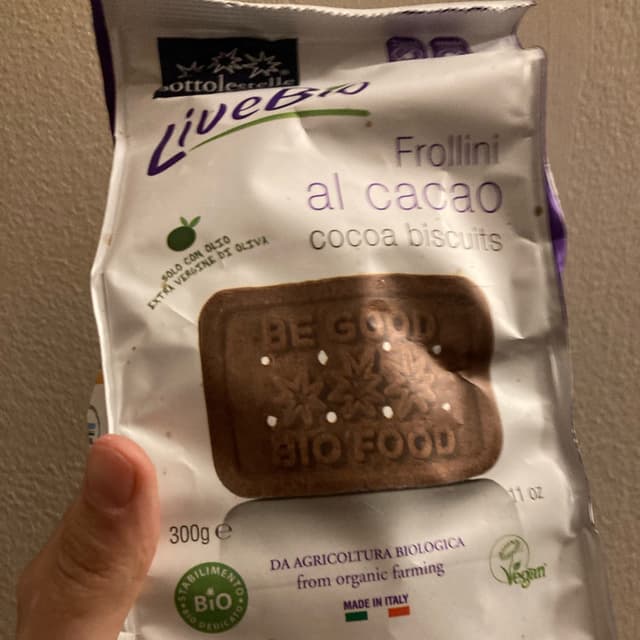 sottolestelle
LiveBio
Frollini
al cacao
cocoa biscuits
SOLO CON OLIO
EXTRA VERGINE DI OLIVA
BE GOOD
BIO FOOD
300g e
11 oz
DA AGRICOLTURA BIOLOGICA
from organic farming
MADE IN ITALY
STABILIMENTO
BIO
DEDICATO
Vegan